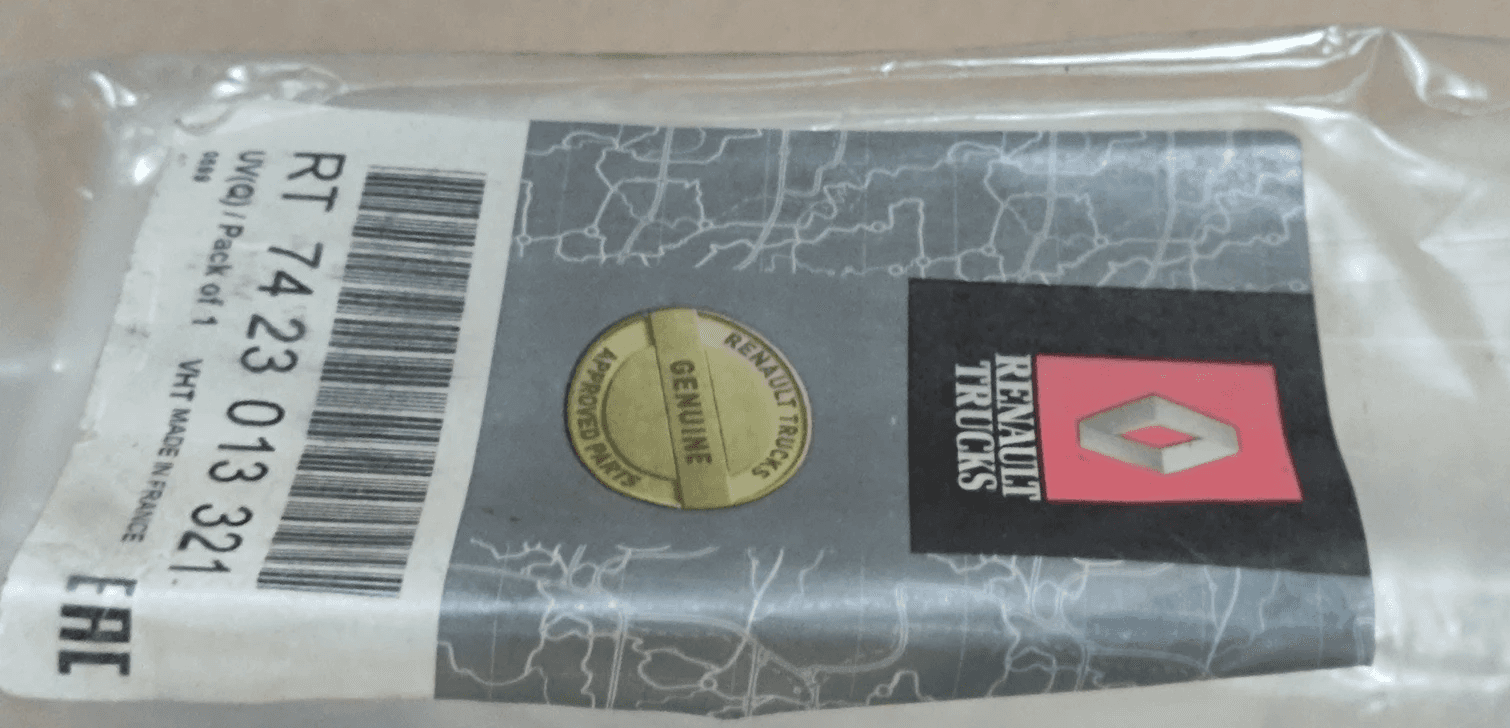 RENAULT
TRUCKS
RENAULT TRUCKS
GENUINE
APPROVED PARTS
RT 74 23 013 321
UV(Q) / Pack of 1 VHT MADE IN FRANCE
EAC